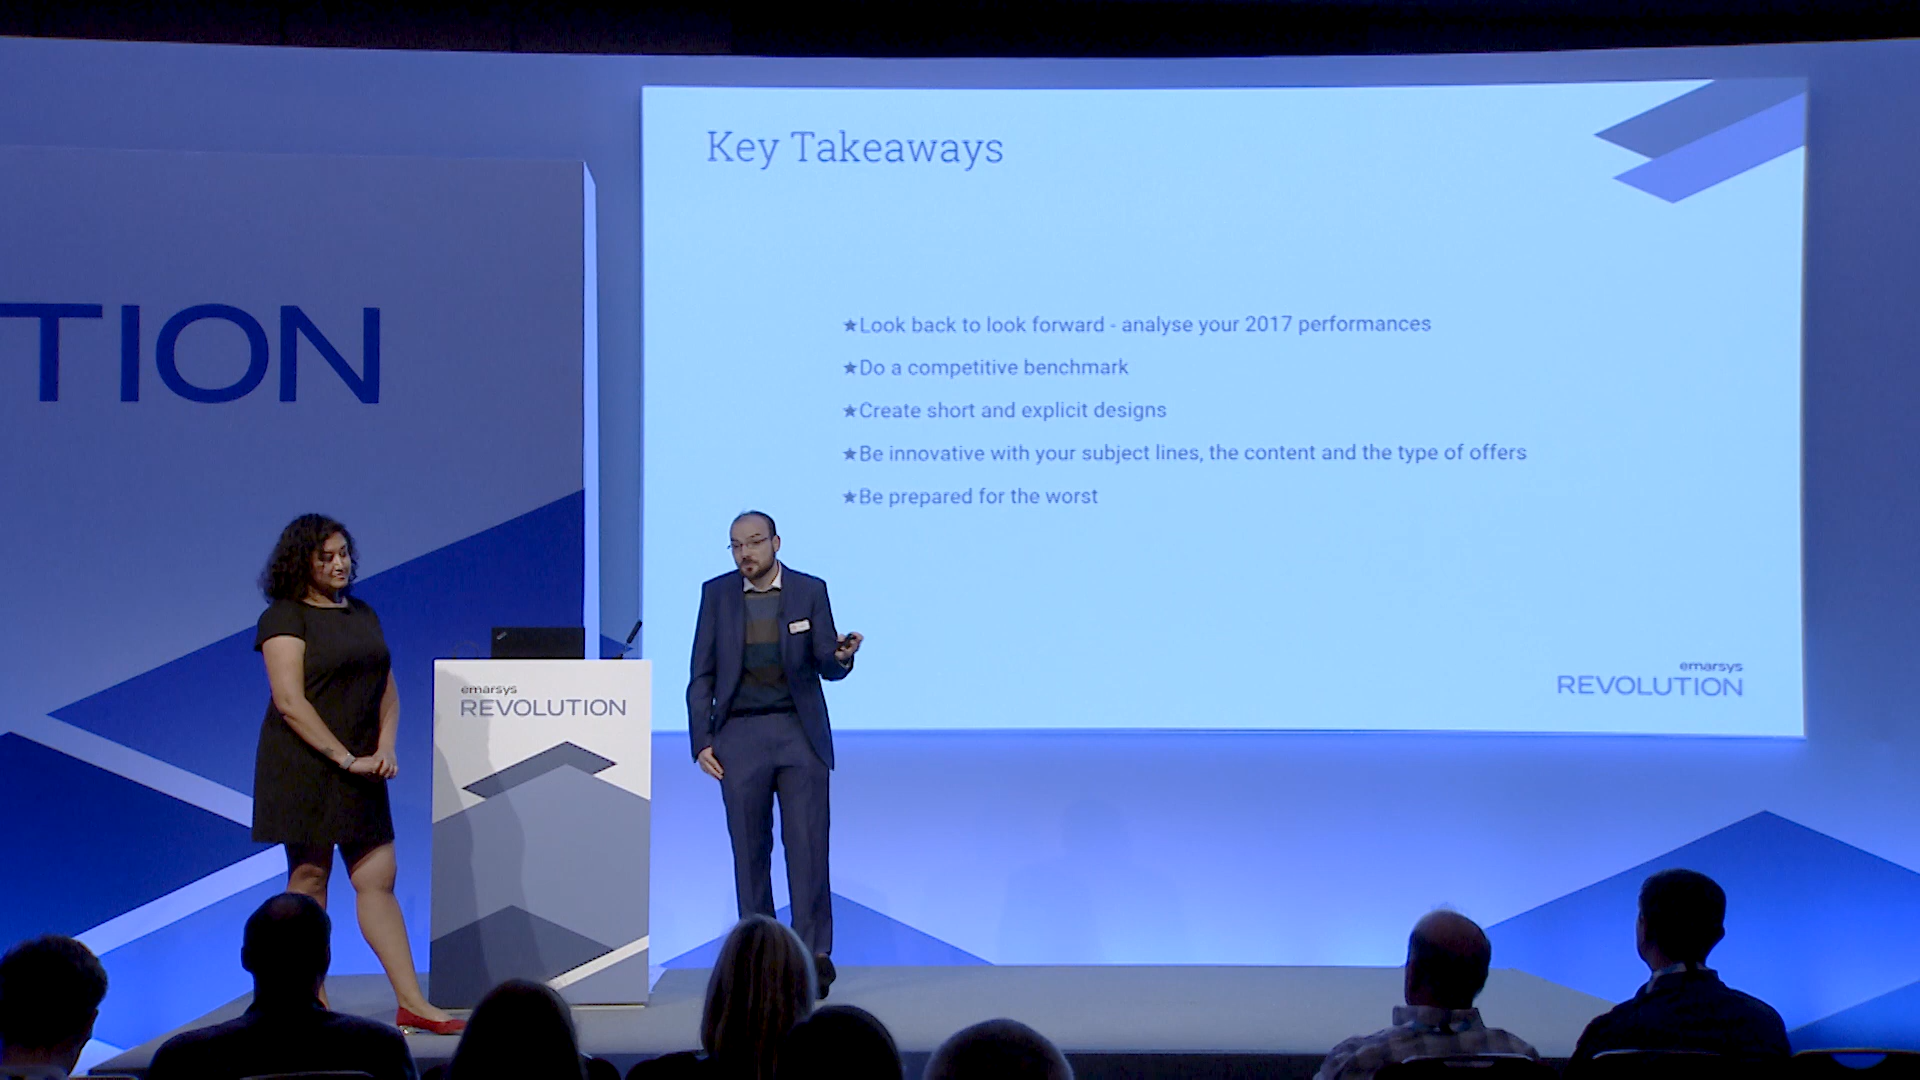 Key Takeaways
★Look back to look forward - analyse your 2017 performances
★Do a competitive benchmark
★Create short and explicit designs
★Be innovative with your subject lines, the content and the type of offers
★Be prepared for the worst
emarsys
REVOLUTION
TION
emarsys
REVOLUTION